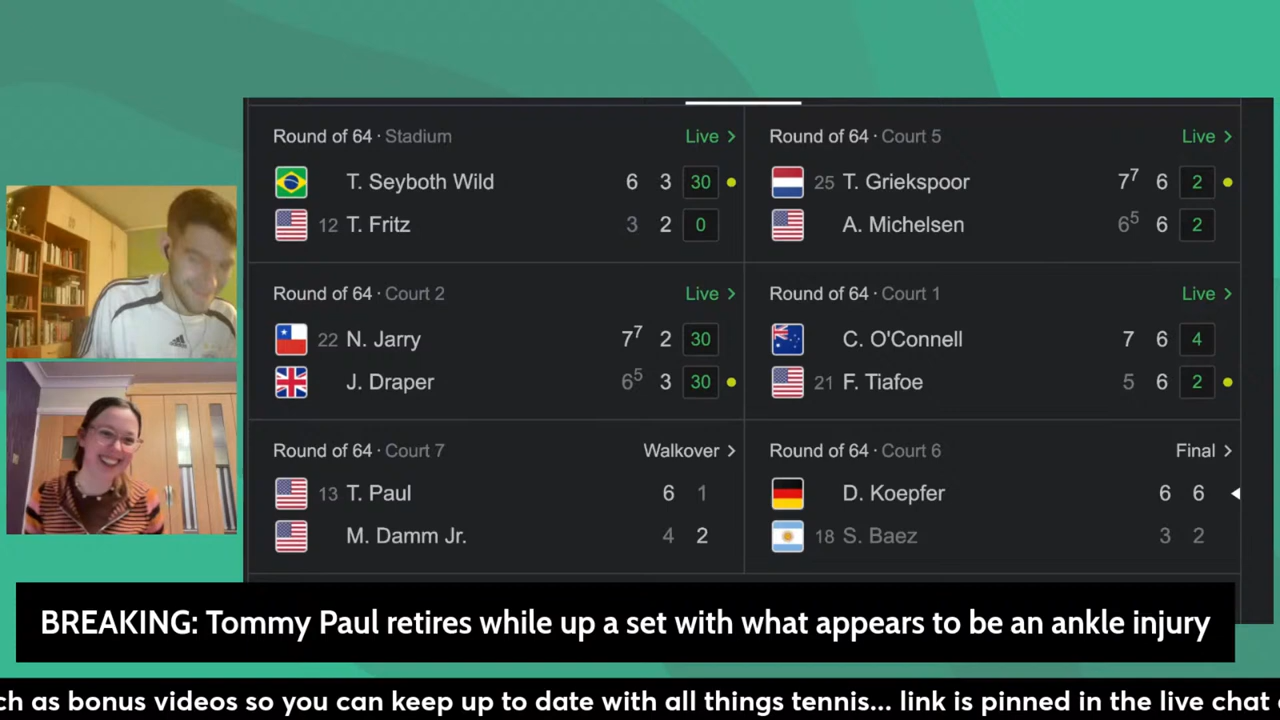 Round of 64 · Stadium Live >
T. Seyboth Wild 6 3 30
12 T. Fritz 3 2 0
Round of 64 · Court 5 Live >
25 T. Griekspoor 7⁷ 6 2
A. Michelsen 6⁵ 6 2
Round of 64 · Court 2 Live >
22 N. Jarry 7⁷ 2 30
J. Draper 6⁵ 3 30
Round of 64 · Court 1 Live >
C. O'Connell 7 6 4
21 F. Tiafoe 5 6 2
Round of 64 · Court 7 Walkover >
13 T. Paul 6 1
M. Damm Jr. 4 2
Round of 64 · Court 6 Final >
D. Koepfer 6 6
18 S. Baez 3 2
BREAKING: Tommy Paul retires while up a set with what appears to be an ankle injury
ch as bonus videos so you can keep up to date with all things tennis... link is pinned in the live chat